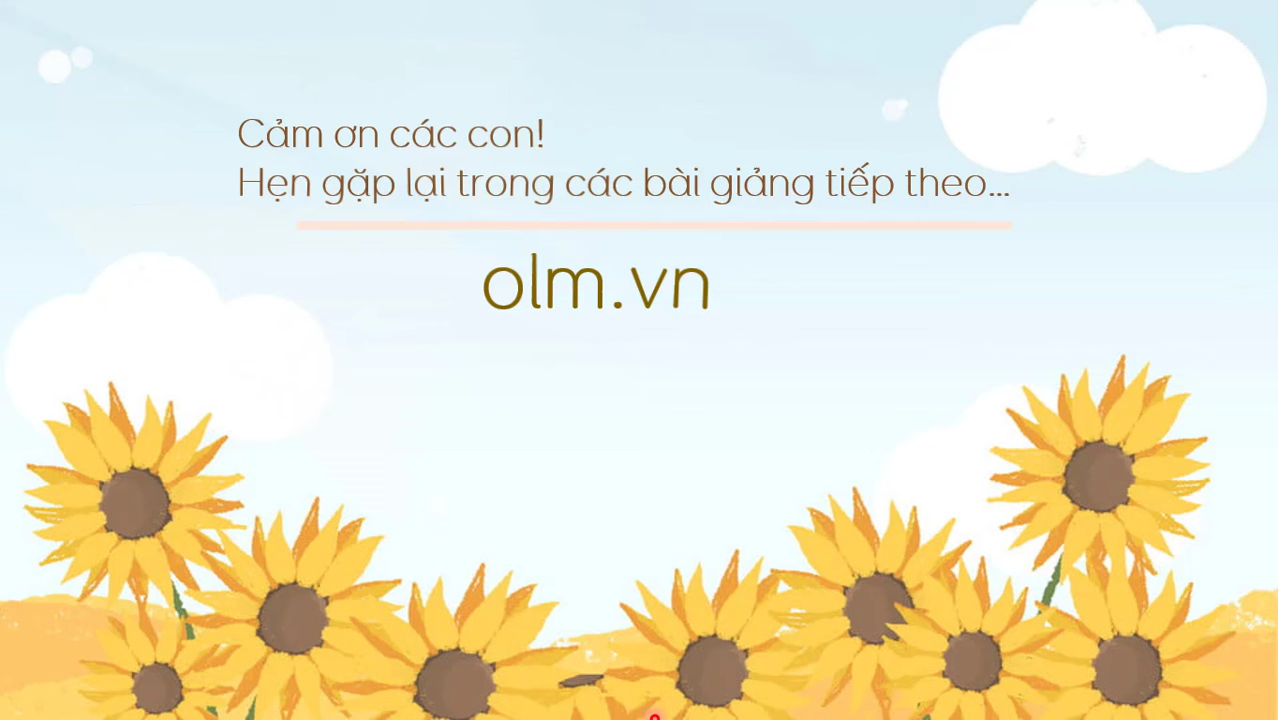 Cảm ơn các con!
Hẹn gặp lại trong các bài giảng tiếp theo...
olm.vn